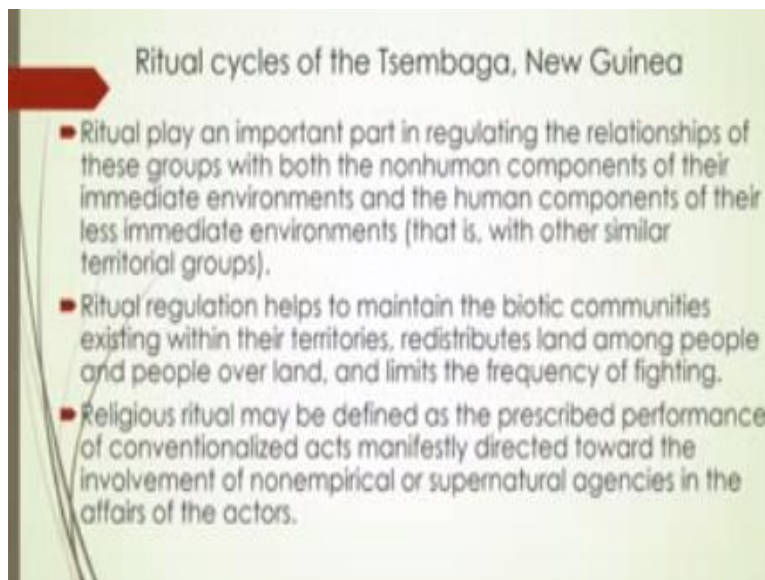 Ritual cycles of the Tsembaga, New Guinea
Ritual play an important part in regulating the relationships of
these groups with both the nonhuman components of their
immediate environments and the human components of their
less immediate environments (that is, with other similar
territorial groups).
Ritual regulation helps to maintain the biotic communities
existing within their territories, redistributes land among people
and people over land, and limits the frequency of fighting.
Religious ritual may be defined as the prescribed performance
of conventionalized acts manifestly directed toward the
involvement of nonempirical or supernatural agencies in the
affairs of the actors.